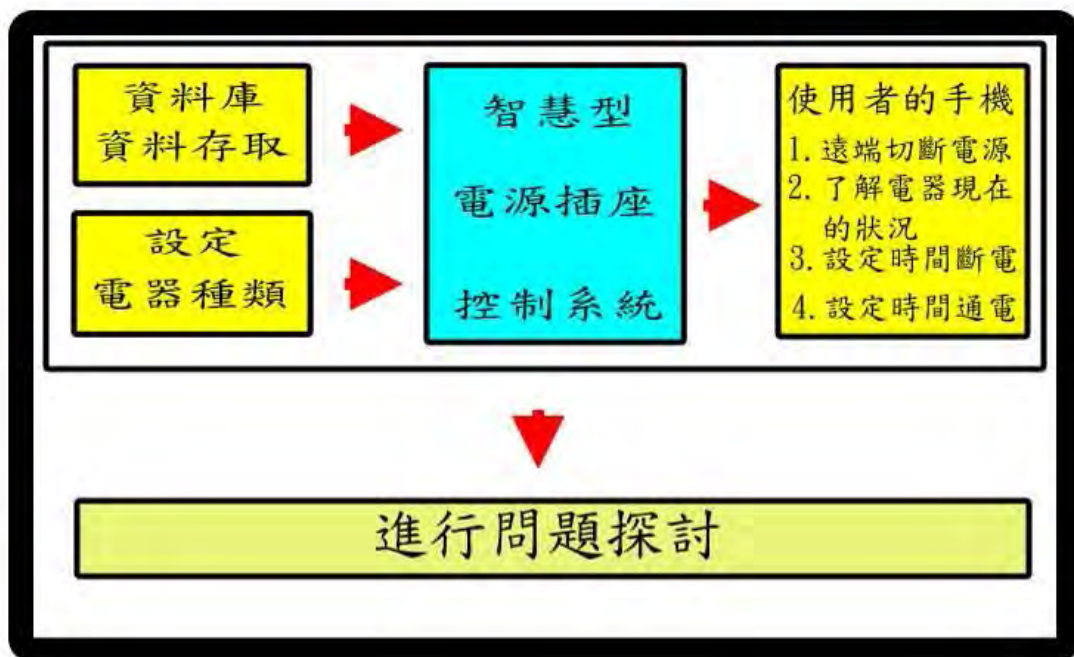 資料庫
資料存取
設定
電器種類
智慧型
電源插座
控制系統
使用者的手機
1.遠端切斷電源
2.了解電器現在
的狀況
3.設定時間斷電
4.設定時間通電
進行問題探討